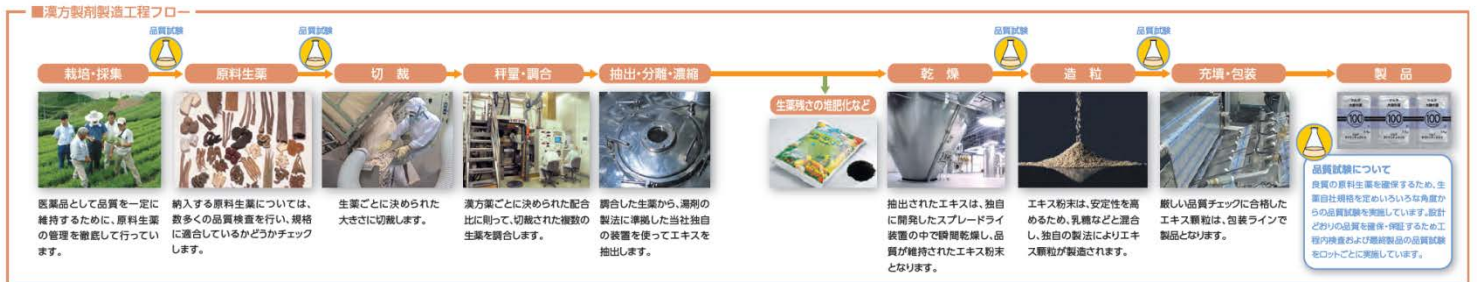 ■漢方製剤製造工程フロー
品質試験
品質試験
品質試験
品質試験
栽培・採集
原料生薬
切　裁
秤量・調合
抽出・分離・濃縮
乾　燥
造　粒
充填・包装
製　品
生薬残さの堆肥化など
医薬品として品質を一定に
維持するために、原料生薬
の管理を徹底して行ってい
ます。
納入する原料生薬については、
数多くの品質検査を行い、規格
に適合しているかどうかチェック
します。
生薬ごとに決められた
大きさに切裁します。
漢方薬ごとに決められた配合
比に則って、切裁された複数の
生薬を調合します。
調合した生薬から、湯剤の
製法に準拠した当社独自
の装置を使ってエキスを
抽出します。
抽出されたエキスは、独自
に開発したスプレードライ
装置の中で瞬間乾燥し、品
質が維持されたエキス粉末
となります。
エキス粉末は、安定性を高
めるため、乳糖などと混合
し、独自の製法によりエキ
ス顆粒が製造されます。
厳しい品質チェックに合格した
エキス顆粒は、包装ラインで
製品となります。
100
100
100
品質試験について
良質の原料生薬を確保するため、生
薬自社規格を定めいろいろな角度か
らの品質試験を実施しています。設計
どおりの品質を確保・保証するため工
程内検査および最終製品の品質試験
をロットごとに実施しています。